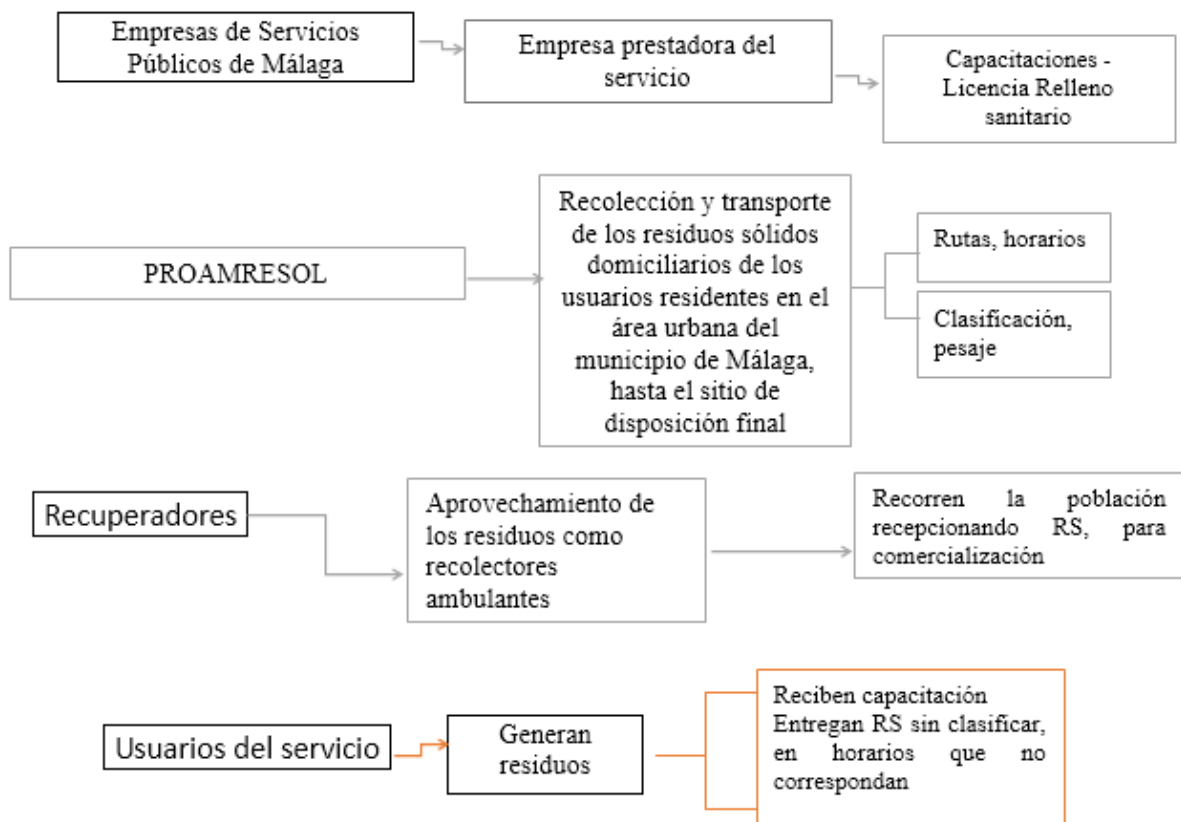 Empresas de Servicios
Públicos de Málaga
Empresa prestadora del
servicio
Capacitaciones -
Licencia Relleno
sanitario
PROAMRESOL
Recolección y transporte
de los residuos sólidos
domiciliarios de los
usuarios residentes en el
área urbana del
municipio de Málaga,
hasta el sitio de
disposición final
Rutas, horarios
Clasificación,
pesaje
Recuperadores
Aprovechamiento de
los residuos como
recolectores
ambulantes
Recorren la población
recepcionando RS, para
comercialización
Usuarios del servicio
Generan
residuos
Reciben capacitación
Entregan RS sin clasificar,
en horarios que no
correspondan